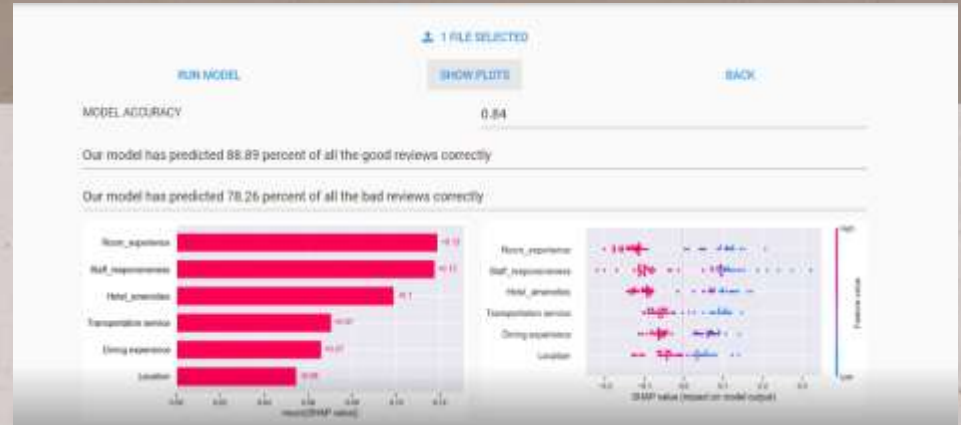 1 FILE SELECTED
RUN MODEL SHOW PLOTS BACK
MODEL ACCURACY 0.84
Our model has predicted 88.89 percent of all the good reviews correctly
Our model has predicted 78.26 percent of all the bad reviews correctly
Room_experience
Staff_responsiveness
Hotel_amenities
Transportation service
Dining experience
Location
mean(|SHAP value|)
High
Room_experience
Staff_responsiveness
Hotel_amenities
Transportation service
Dining experience
Location
Feature value
Low
SHAP value (impact on model output)